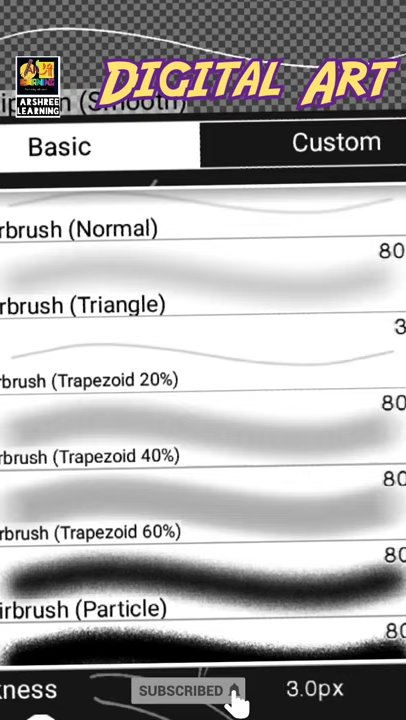 DIGITAL ART
ARSHREE
LEARNING
(Smooth)
Basic
Custom
rbrush (Normal)
80
rbrush (Triangle)
3
rbrush (Trapezoid 20%)
80
rbrush (Trapezoid 40%)
80
rbrush (Trapezoid 60%)
80
irbrush (Particle)
80
kness
SUBSCRIBED
3.0px